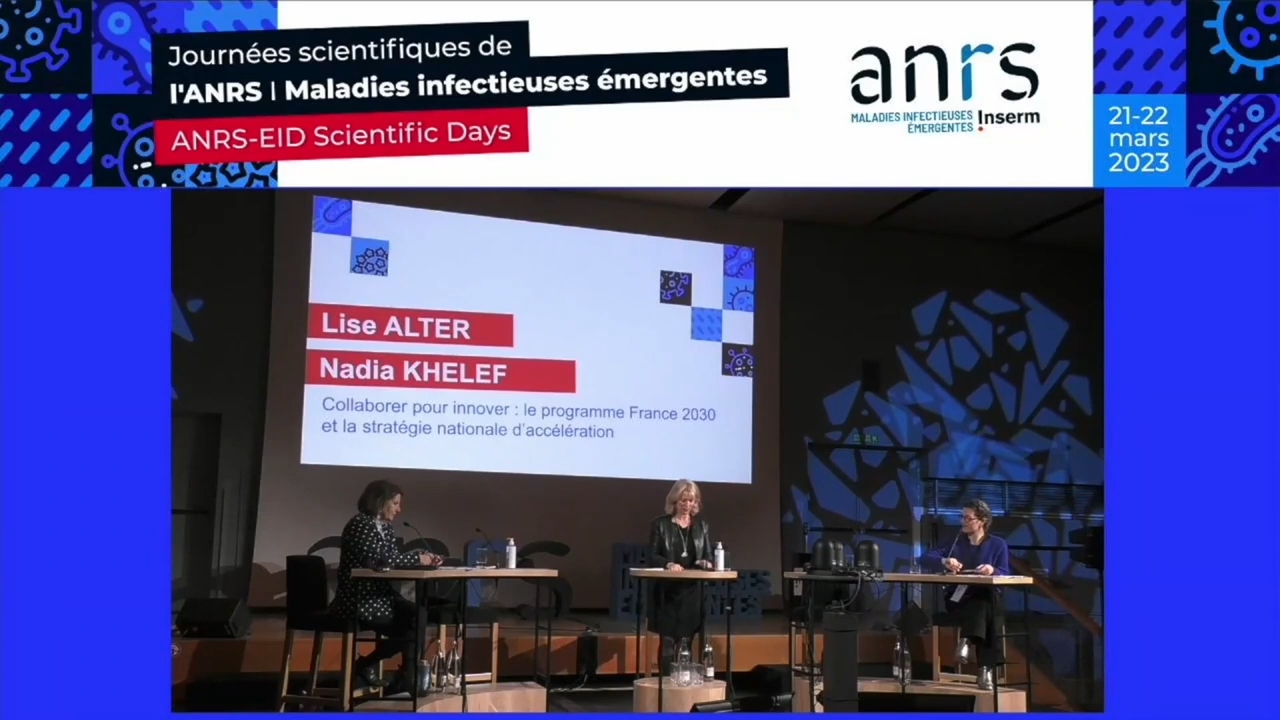 Journées scientifiques de
l'ANRS | Maladies infectieuses émergentes
ANRS-EID Scientific Days
anrs
MALADIES INFECTIEUSES
ÉMERGENTES Inserm
21-22
mars
2023
Lise ALTER
Nadia KHELEF
Collaborer pour innover : le programme France 2030
et la stratégie nationale d'accélération